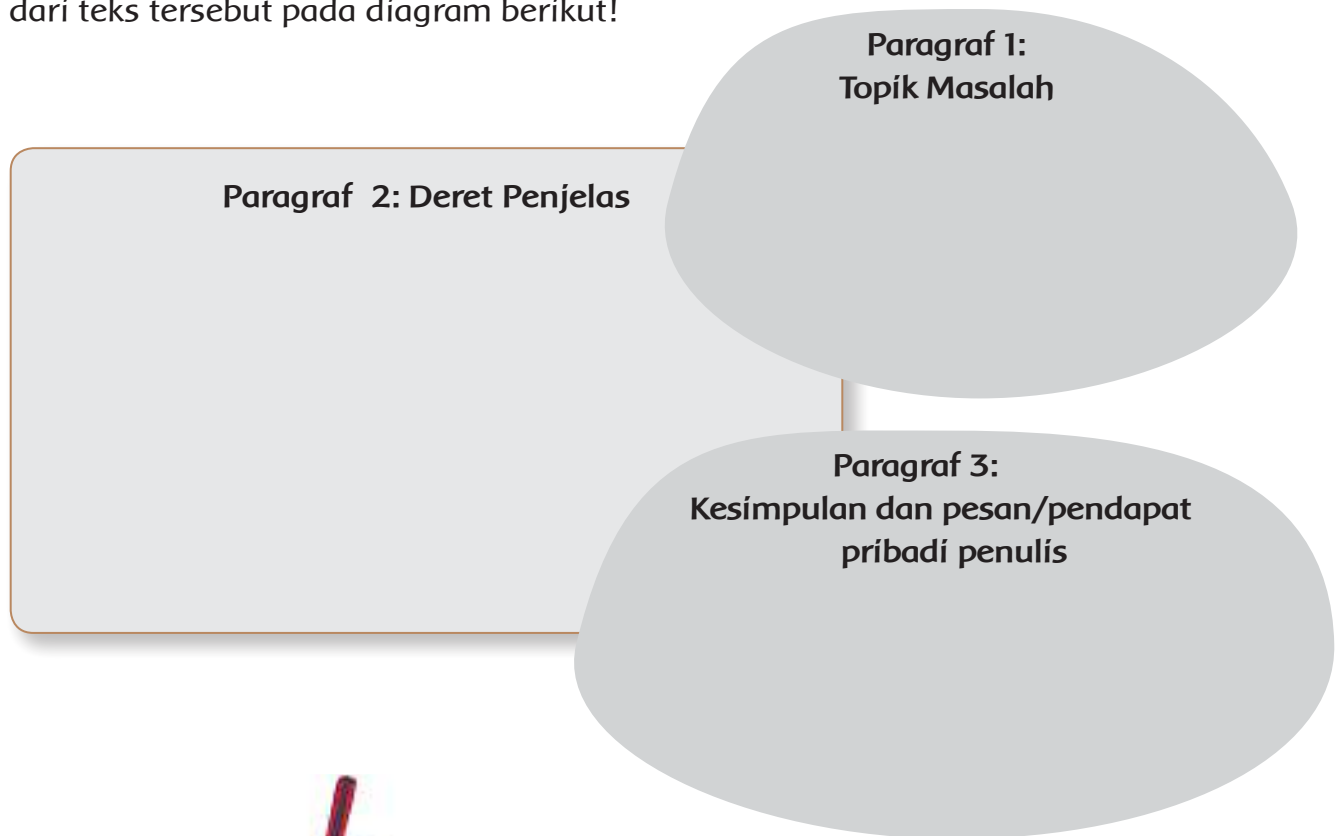 dari teks tersebut pada diagram berikut!
Paragraf 1:
Topik Masalah
Paragraf 2: Deret Penjelas
Paragraf 3:
Kesimpulan dan pesan/pendapat
pribadi penulis